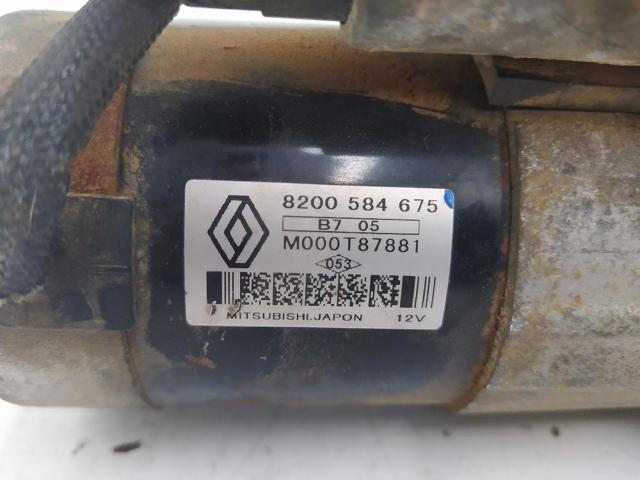 8200 584 675
B7 05
M000T87881
053
MITSUBISHI.JAPON 12V